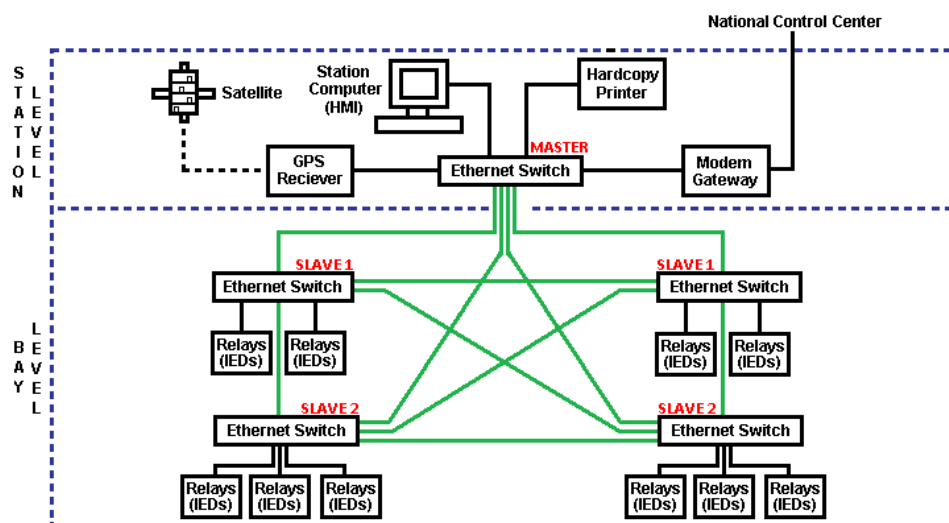 National Control Center
STATION
LEVEL
Satellite
Station
Computer
(HMI)
Hardcopy
Printer
GPS
Reciever
MASTER
Ethernet Switch
Modem
Gateway
BAY
LEVEL
SLAVE 1
Ethernet Switch
SLAVE 1
Ethernet Switch
Relays
(IEDs)
Relays
(IEDs)
Relays
(IEDs)
Relays
(IEDs)
SLAVE 2
Ethernet Switch
SLAVE 2
Ethernet Switch
Relays
(IEDs)
Relays
(IEDs)
Relays
(IEDs)
Relays
(IEDs)
Relays
(IEDs)
Relays
(IEDs)